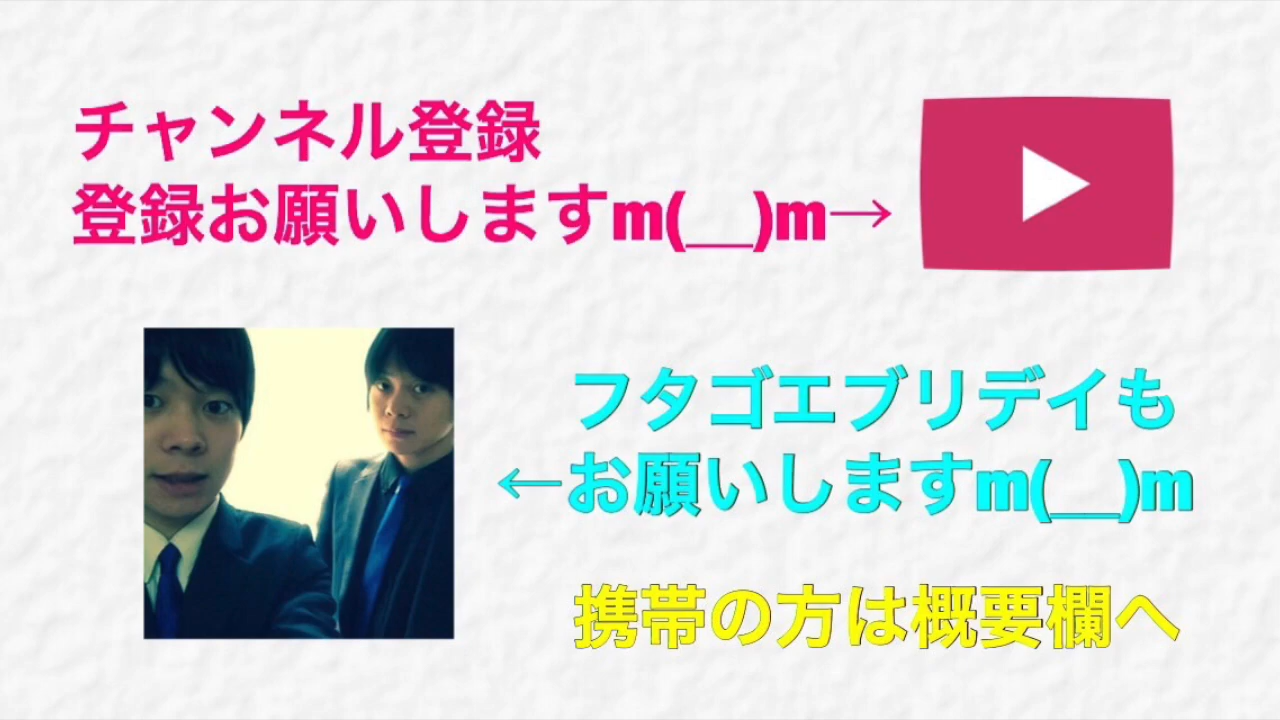 チャンネル登録
登録お願いしますm(__)m→
フタゴエブリデイも
←お願いしますm(__)m
携帯の方は概要欄へ